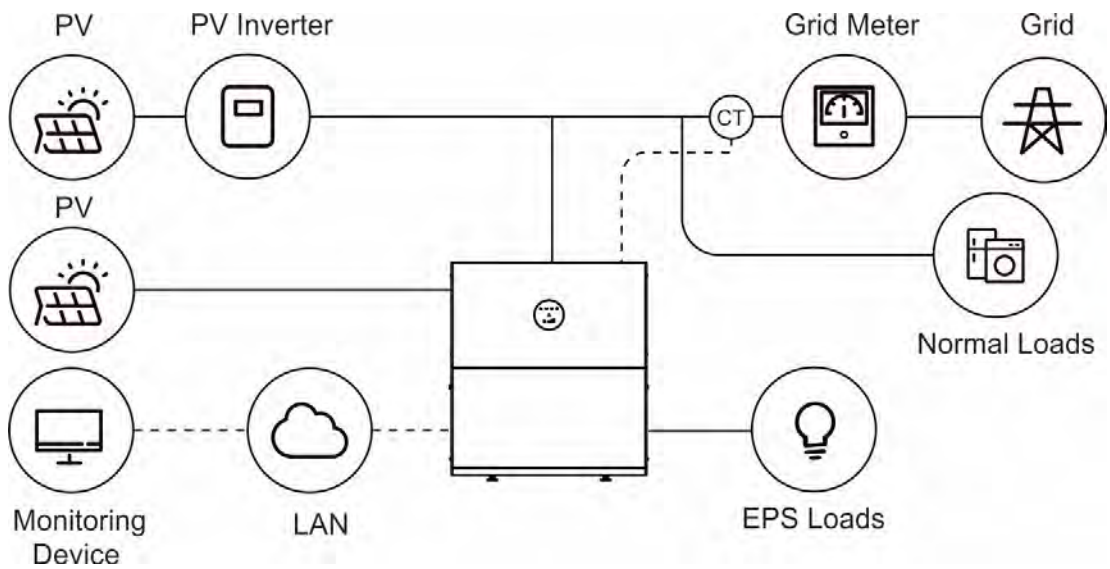 PV
PV Inverter
Grid Meter
Grid
CT
PV
Normal Loads
Monitoring
Device
LAN
EPS Loads